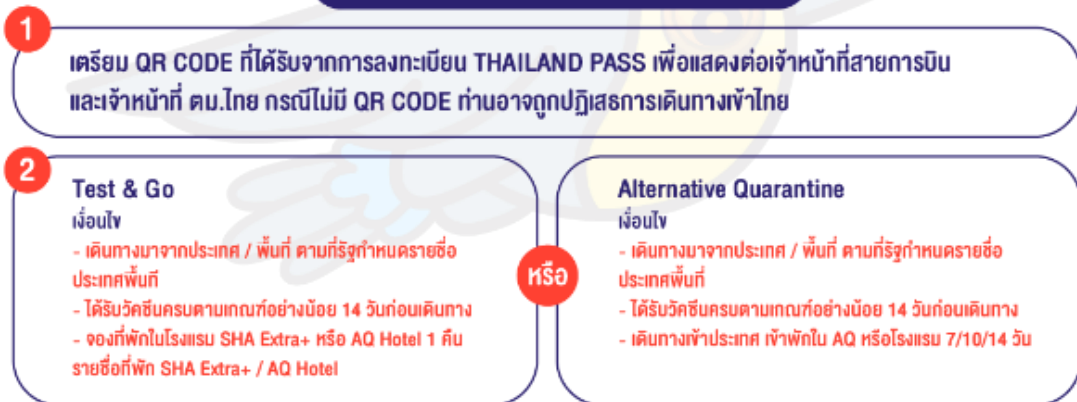 1
เตรียม QR CODE ที่ได้รับจากการลงทะเบียน THAILAND PASS เพื่อแสดงต่อเจ้าหน้าที่สายการบิน
และเจ้าหน้าที่ ตม.ไทย กรณีไม่มี QR CODE ท่านอาจถูกปฏิเสธการเดินทางเข้าไทย
2
Test & Go
เงื่อนไข
- เดินทางมาจากประเทศ / พื้นที่ ตามที่รัฐกำหนดรายชื่อ
ประเทศพื้นที
- ได้รับวัคซีนครบตามเกณฑ์อย่างน้อย 14 วันก่อนเดินทาง
- จองที่พักในโรงแรม SHA Extra+ หรือ AQ Hotel 1 คืน
รายชื่อที่พัก SHA Extra+ / AQ Hotel
หรือ
Alternative Quarantine
เงื่อนไข
- เดินทางมาจากประเทศ / พื้นที่ ตามที่รัฐกำหนดรายชื่อ
ประเทศพื้นที่
- ได้รับวัคซีนครบตามเกณฑ์อย่างน้อย 14 วันก่อนเดินทาง
- เดินทางเข้าประเทศ เข้าพักใน AQ หรือโรงแรม 7/10/14 วัน